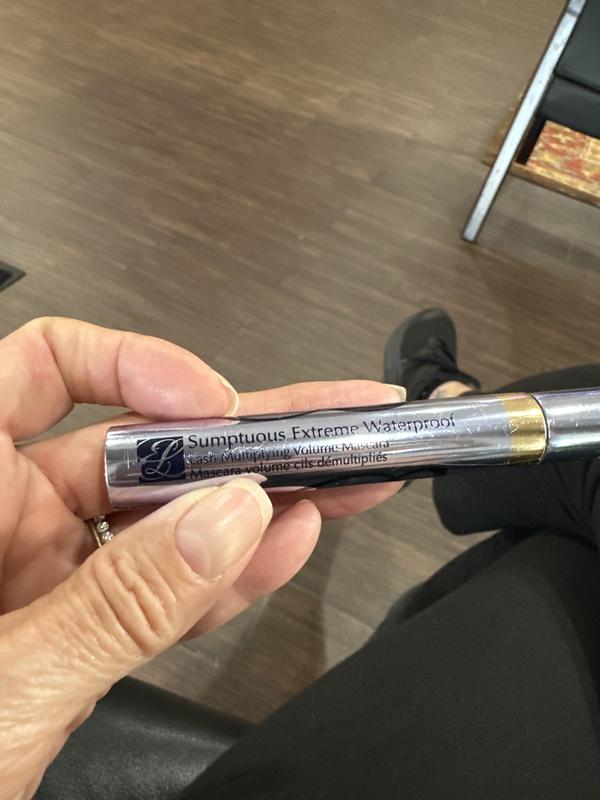 Sumptuous Extreme Waterproof
Lash Multiplying Volume Mascara
Mascara volume cils démultipliés